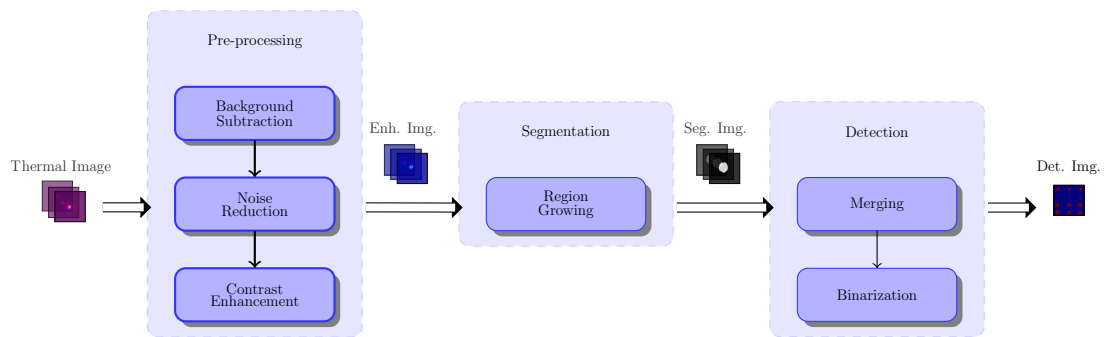 Thermal Image
Pre-processing
Background
Subtraction
Noise
Reduction
Contrast
Enhancement
Enh. Img.
Segmentation
Region
Growing
Seg. Img.
Detection
Merging
Binarization
Det. Img.